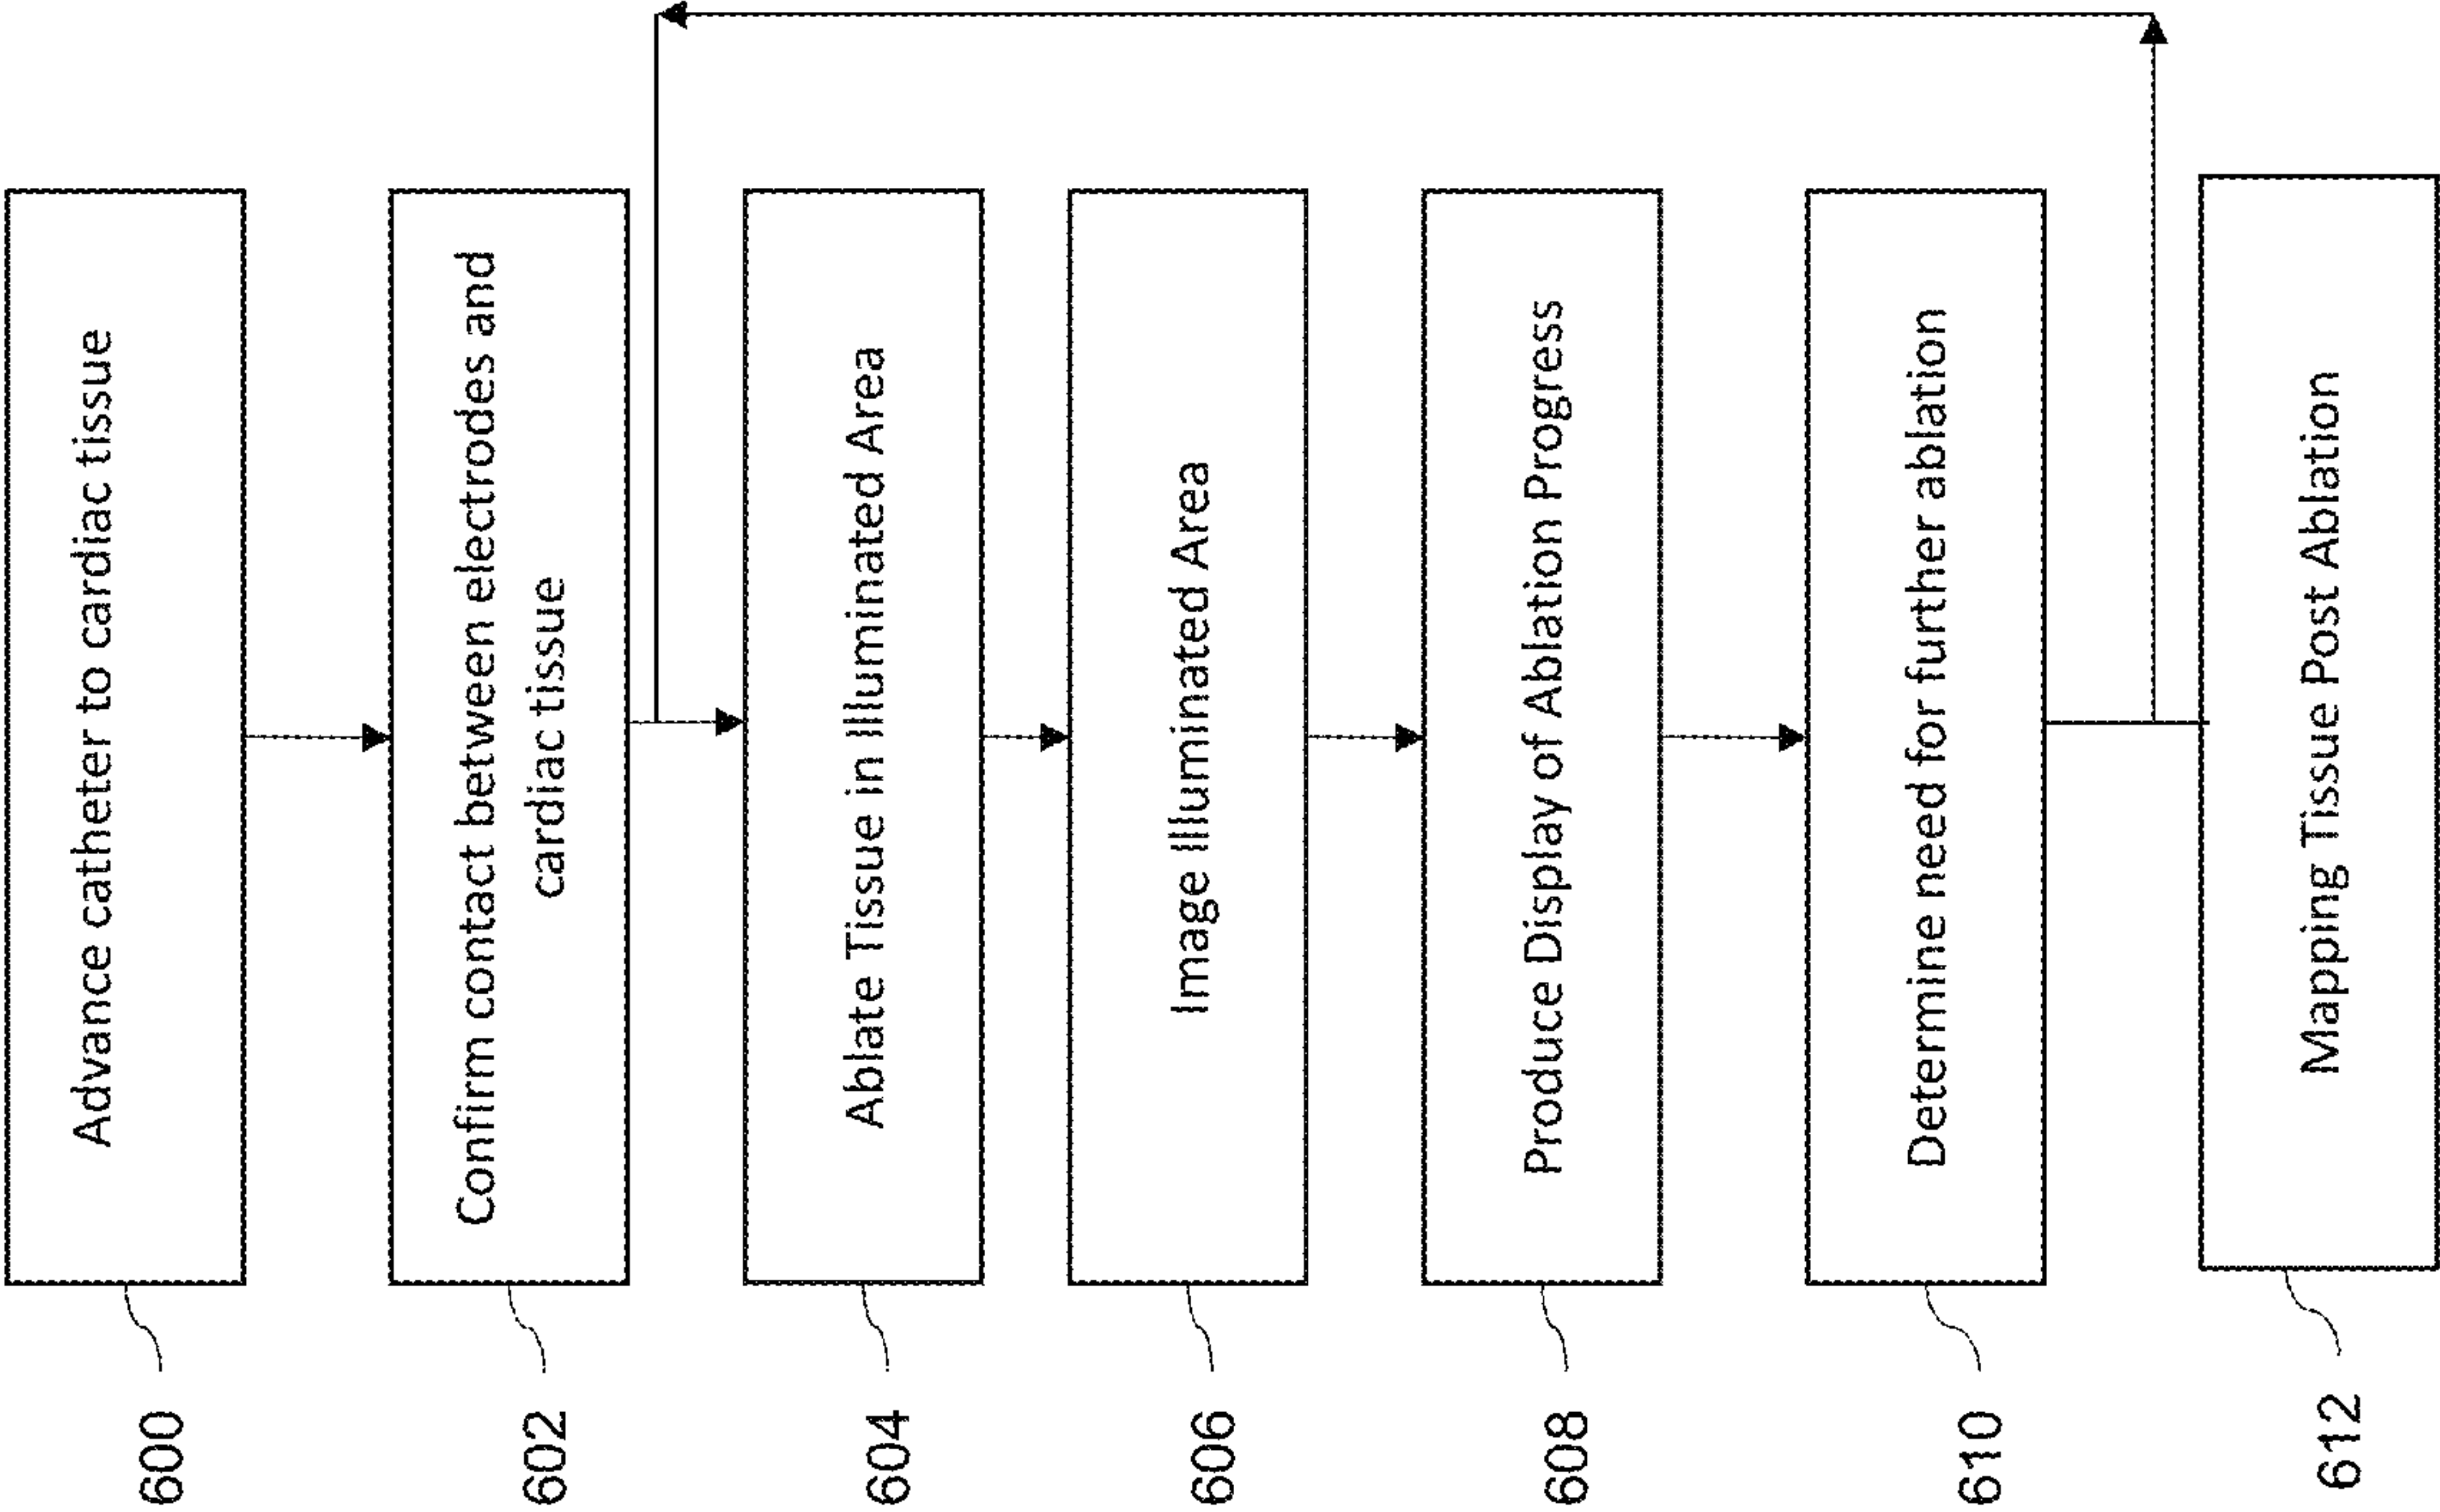 600
Advance catheter to cardiac tissue
602
Confirm contact between electrodes and
cardiac tissue
604
Ablate Tissue in Illuminated Area
606
Image Illuminated Area
608
Produce Display of Ablation Progress
610
Determine need for further ablation
612
Mapping Tissue Post Ablation